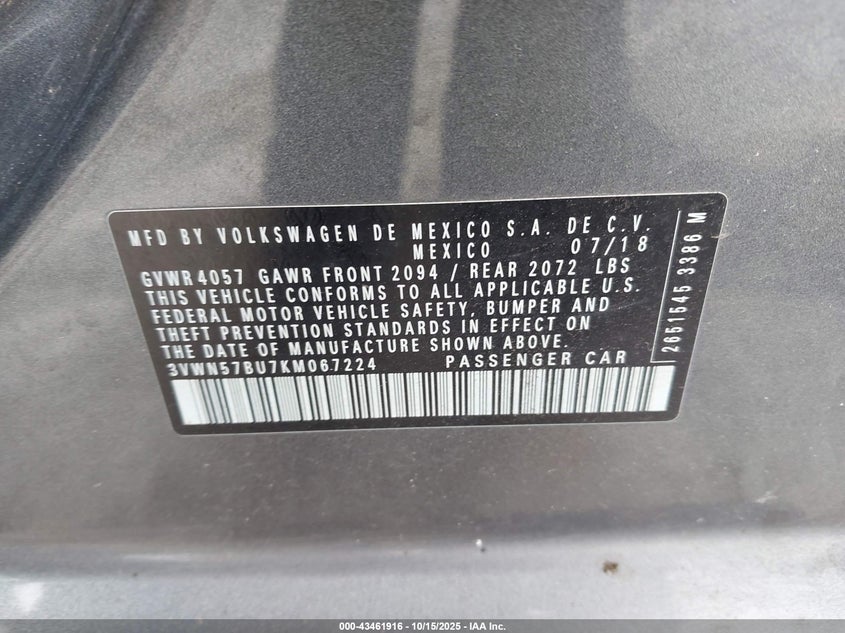 MFD BY VOLKSWAGEN DE MEXICO S.A. DE C.V.
MEXICO 07/18
GVWR 4057 GAWR FRONT 2094 / REAR 2072 LBS
THIS VEHICLE CONFORMS TO ALL APPLICABLE U.S.
FEDERAL MOTOR VEHICLE SAFETY, BUMPER AND
THEFT PREVENTION STANDARDS IN EFFECT ON
THE DATE OF MANUFACTURE SHOWN ABOVE.
3VWN57BU7KM067224 PASSENGER CAR
2651545 3386 M
000-43461916 - 10/15/2025 - IAA Inc.